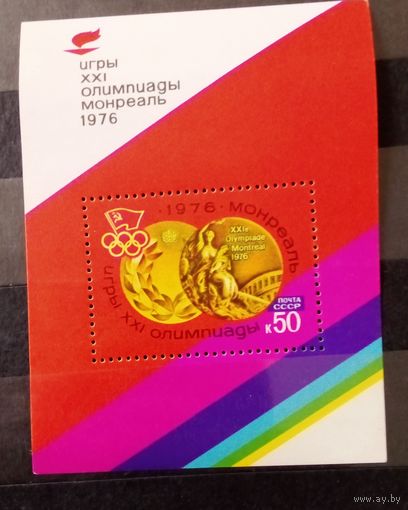 игры
XXI
олимпиады
монреаль
1976
игры XXI олимпиады · 1976 · монреаль
XXIe
Olympiade
Montréal
1976
ПОЧТА
СССР
к50
www.ay.by